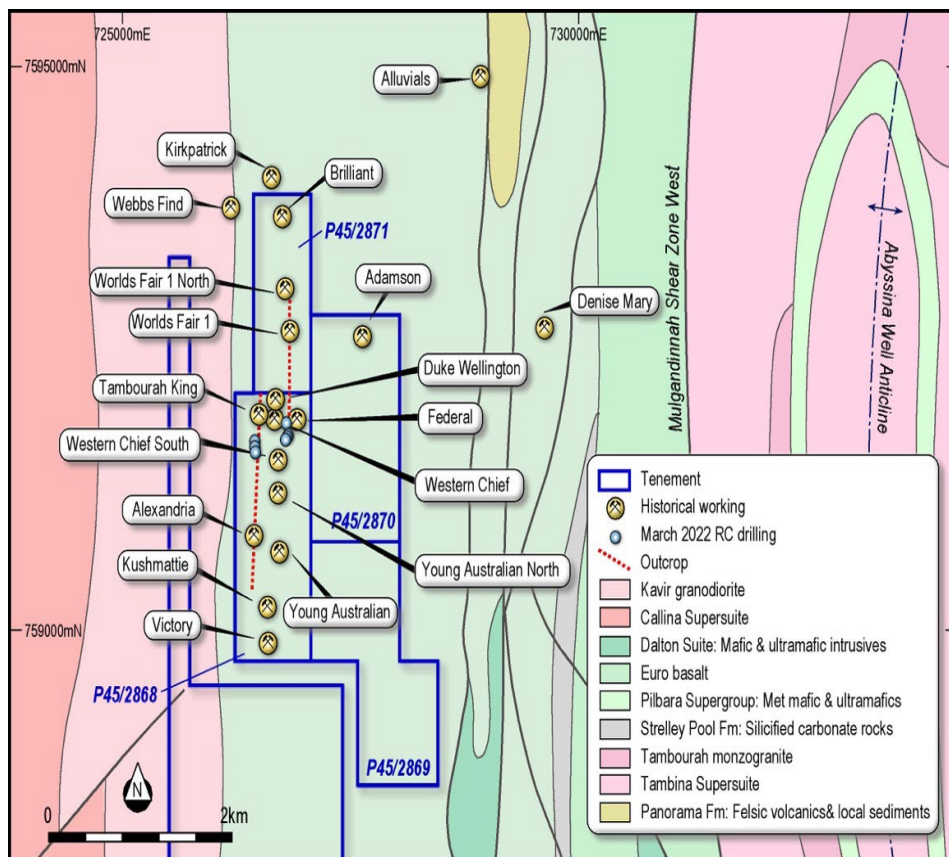 725000mE
730000mE
7595000mN
Alluvials
Kirkpatrick
Brilliant
Webbs Find
P45/2871
Worlds Fair 1 North
Adamson
Denise Mary
Worlds Fair 1
Mulgandinnah Shear Zone West
Abyssina Well Anticline
Duke Wellington
Tambourah King
Federal
Western Chief South
Western Chief
Alexandria
P45/2870
Kushmattie
Young Australian North
Young Australian
Victory
759000mN
P45/2868
P45/2869
N
0
2km
Tenement
Historical working
March 2022 RC drilling
Outcrop
Kavir granodiorite
Callina Supersuite
Dalton Suite: Mafic & ultramafic intrusives
Euro basalt
Pilbara Supergroup: Met mafic & ultramafics
Strelley Pool Fm: Silicified carbonate rocks
Tambourah monzogranite
Tambina Supersuite
Panorama Fm: Felsic volcanics& local sediments